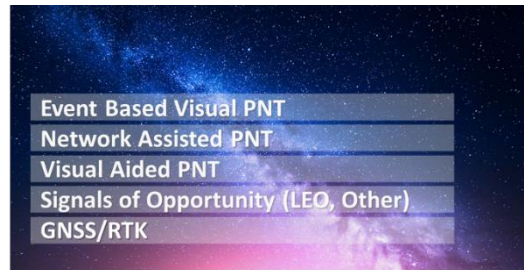 Event Based Visual PNT
Network Assisted PNT
Visual Aided PNT
Signals of Opportunity (LEO, Other)
GNSS/RTK